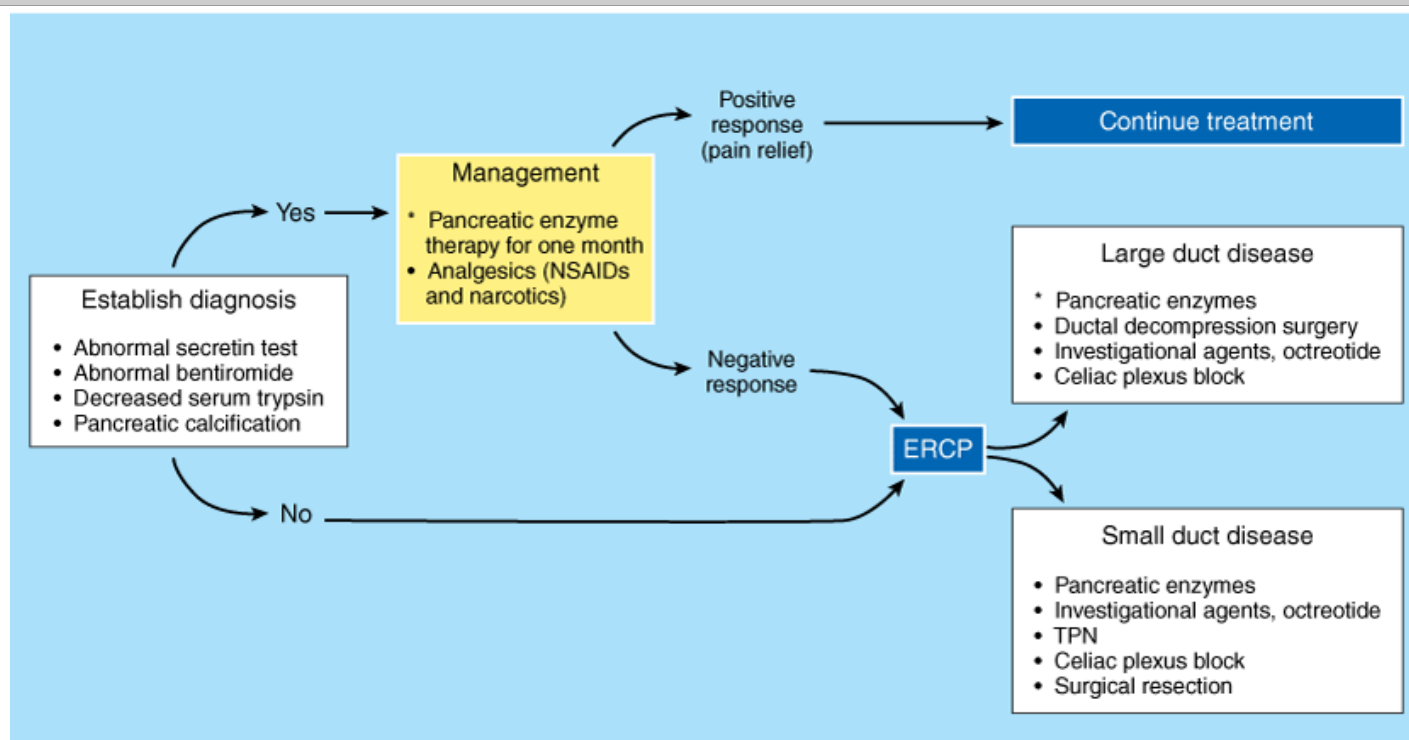 Establish diagnosis
• Abnormal secretin test
• Abnormal bentiromide
• Decreased serum trypsin
• Pancreatic calcification
Yes
No
Management
* Pancreatic enzyme
therapy for one month
• Analgesics (NSAIDs
and narcotics)
Positive
response
(pain relief)
Continue treatment
Negative
response
ERCP
Large duct disease
* Pancreatic enzymes
• Ductal decompression surgery
• Investigational agents, octreotide
• Celiac plexus block
Small duct disease
• Pancreatic enzymes
• Investigational agents, octreotide
• TPN
• Celiac plexus block
• Surgical resection